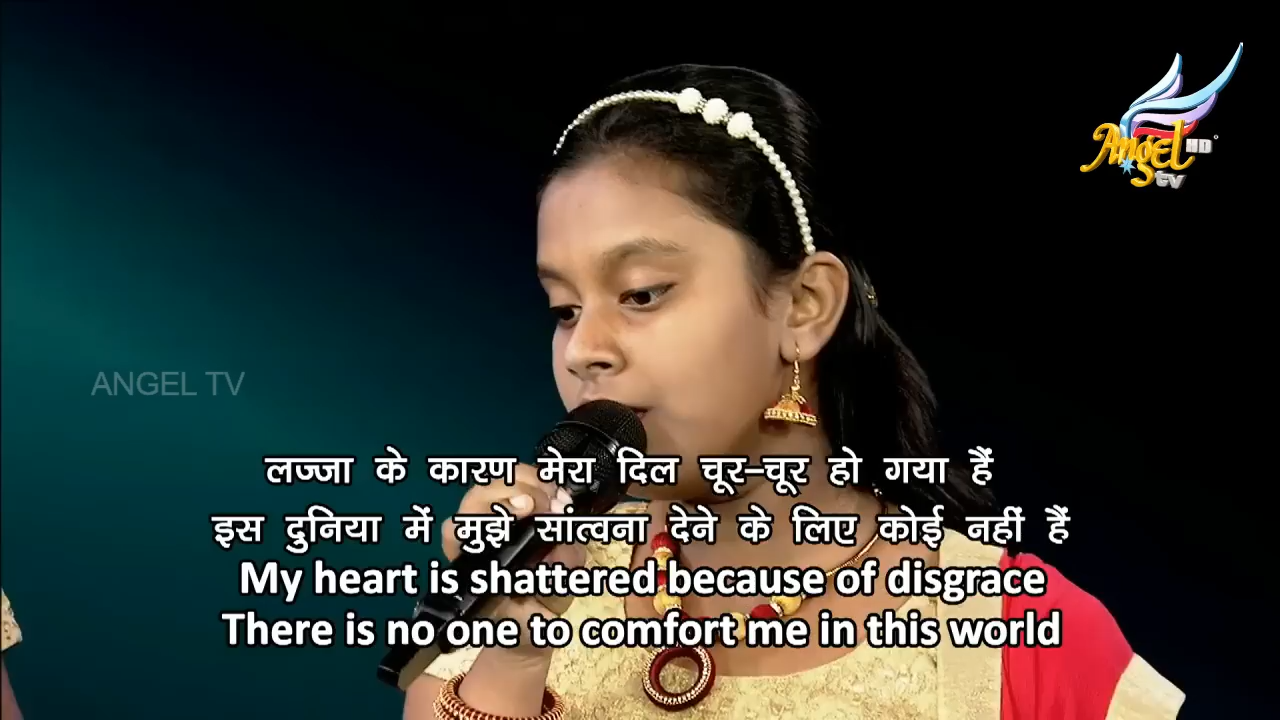 Angel HD
tv
ANGEL TV
लज्जा के कारण मेरा दिल चूर-चूर हो गया हैं
इस दुनिया में मुझे सांत्वना देने के लिए कोई नहीं हैं
My heart is shattered because of disgrace
There is no one to comfort me in this world